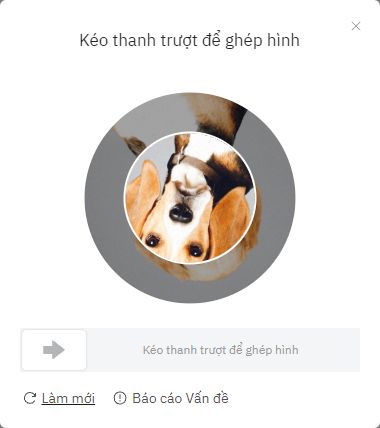 Kéo thanh trượt để ghép hình
Kéo thanh trượt để ghép hình
Làm mới
Báo cáo Vấn đề